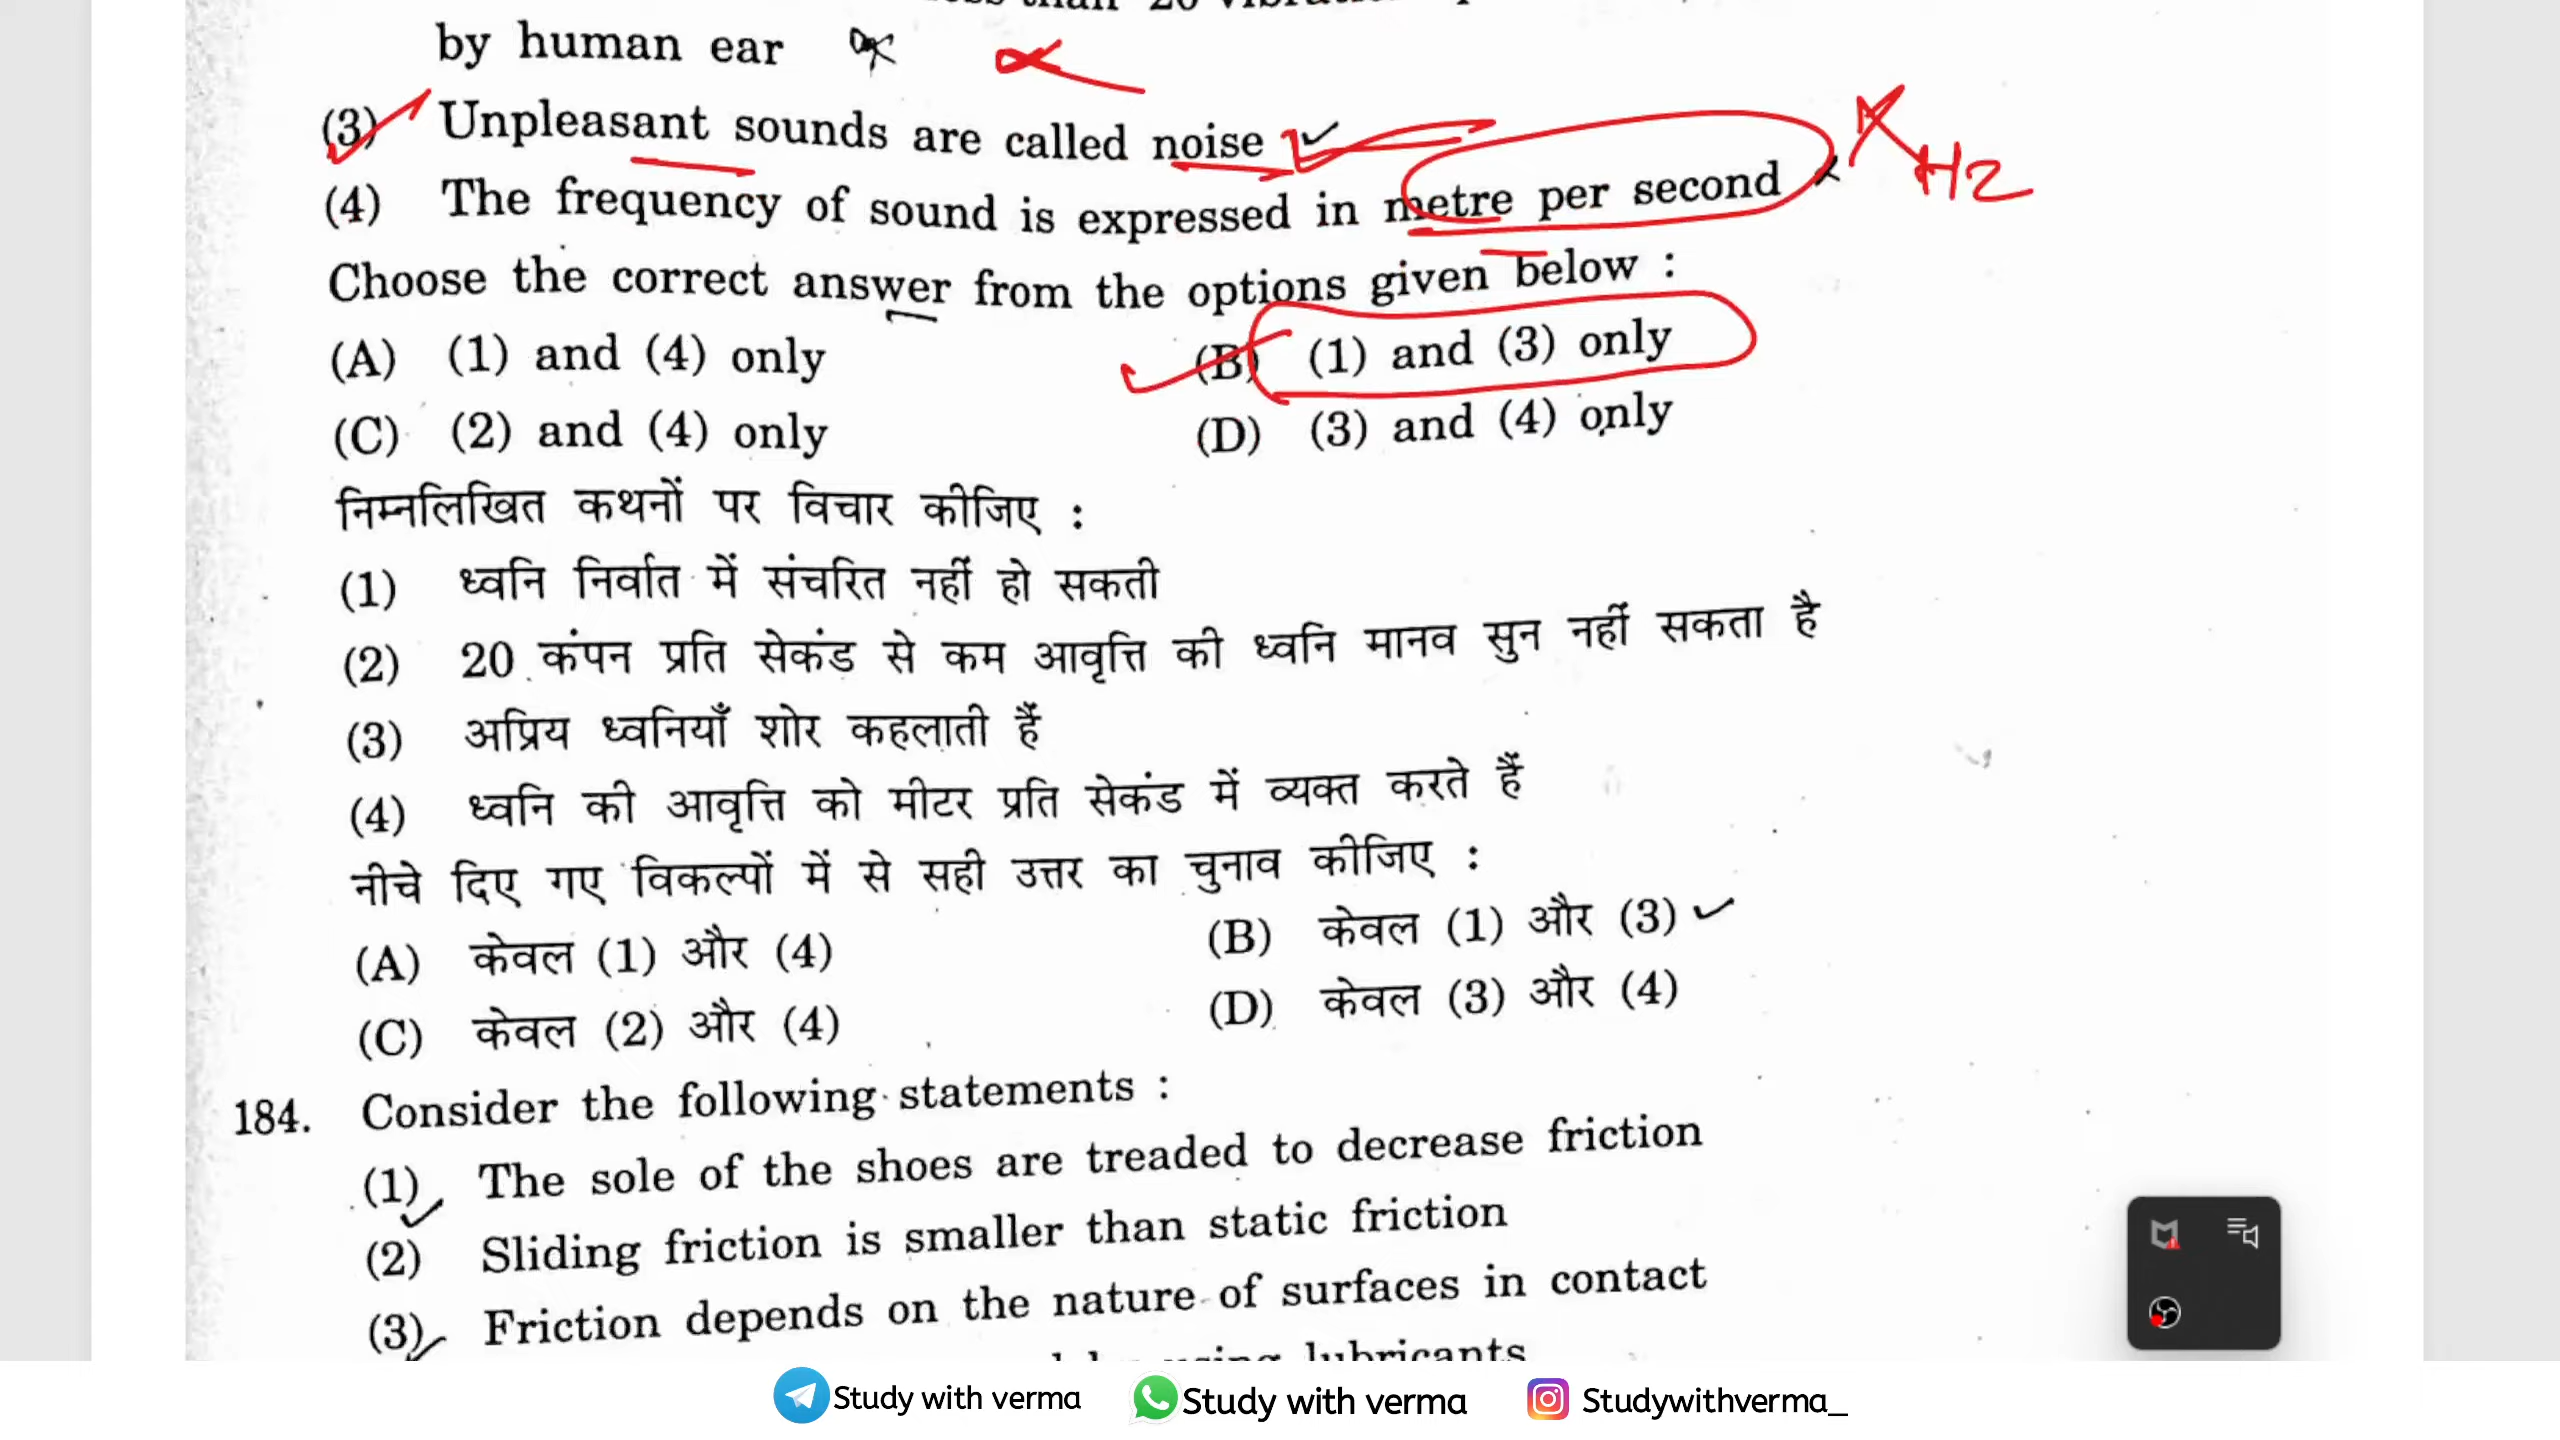 than 20
by human ear
(3) Unpleasant sounds are called noise
(4) The frequency of sound is expressed in metre per second Hz
Choose the correct answer from the options given below :
(A) (1) and (4) only (B) (1) and (3) only
(C) (2) and (4) only (D) (3) and (4) only
निम्नलिखित कथनों पर विचार कीजिए :
(1) ध्वनि निर्वात में संचरित नहीं हो सकती
(2) 20 कंपन प्रति सेकंड से कम आवृत्ति की ध्वनि मानव सुन नहीं सकता है
(3) अप्रिय ध्वनियाँ शोर कहलाती हैं
(4) ध्वनि की आवृत्ति को मीटर प्रति सेकंड में व्यक्त करते हैं
नीचे दिए गए विकल्पों में से सही उत्तर का चुनाव कीजिए :
(A) केवल (1) और (4) (B) केवल (1) और (3)
(C) केवल (2) और (4) (D) केवल (3) और (4)
184. Consider the following statements :
(1) The sole of the shoes are treaded to decrease friction
(2) Sliding friction is smaller than static friction
(3) Friction depends on the nature of surfaces in contact
using lubricants
Study with verma Study with verma Studywithverma_